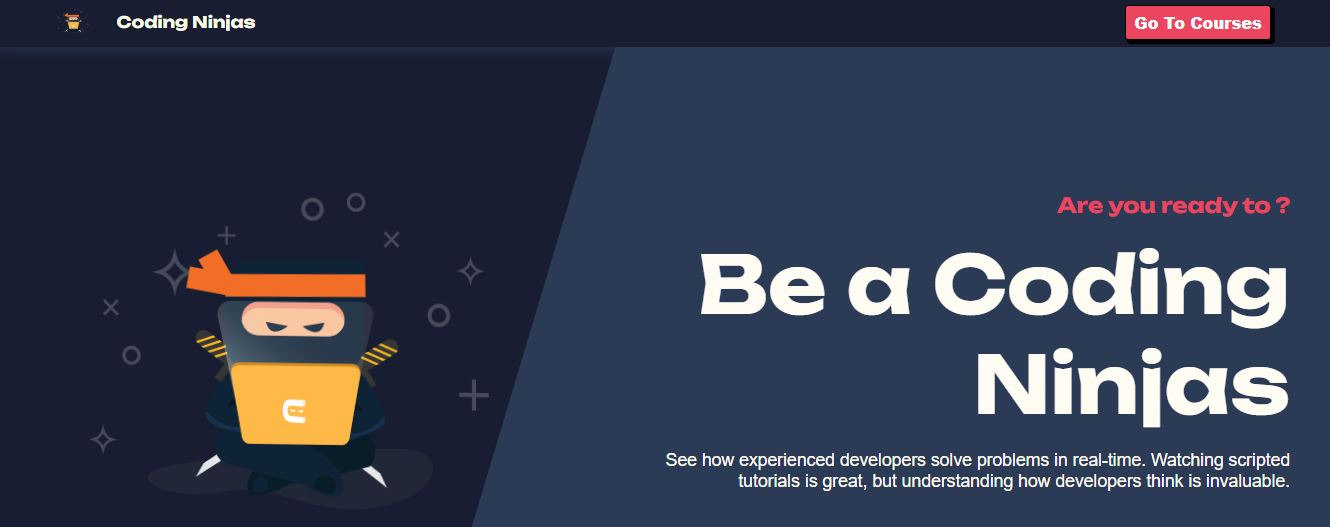 Coding Ninjas
Go To Courses
Are you ready to ?
Be a Coding
Ninjas
See how experienced developers solve problems in real-time. Watching scripted
tutorials is great, but understanding how developers think is invaluable.